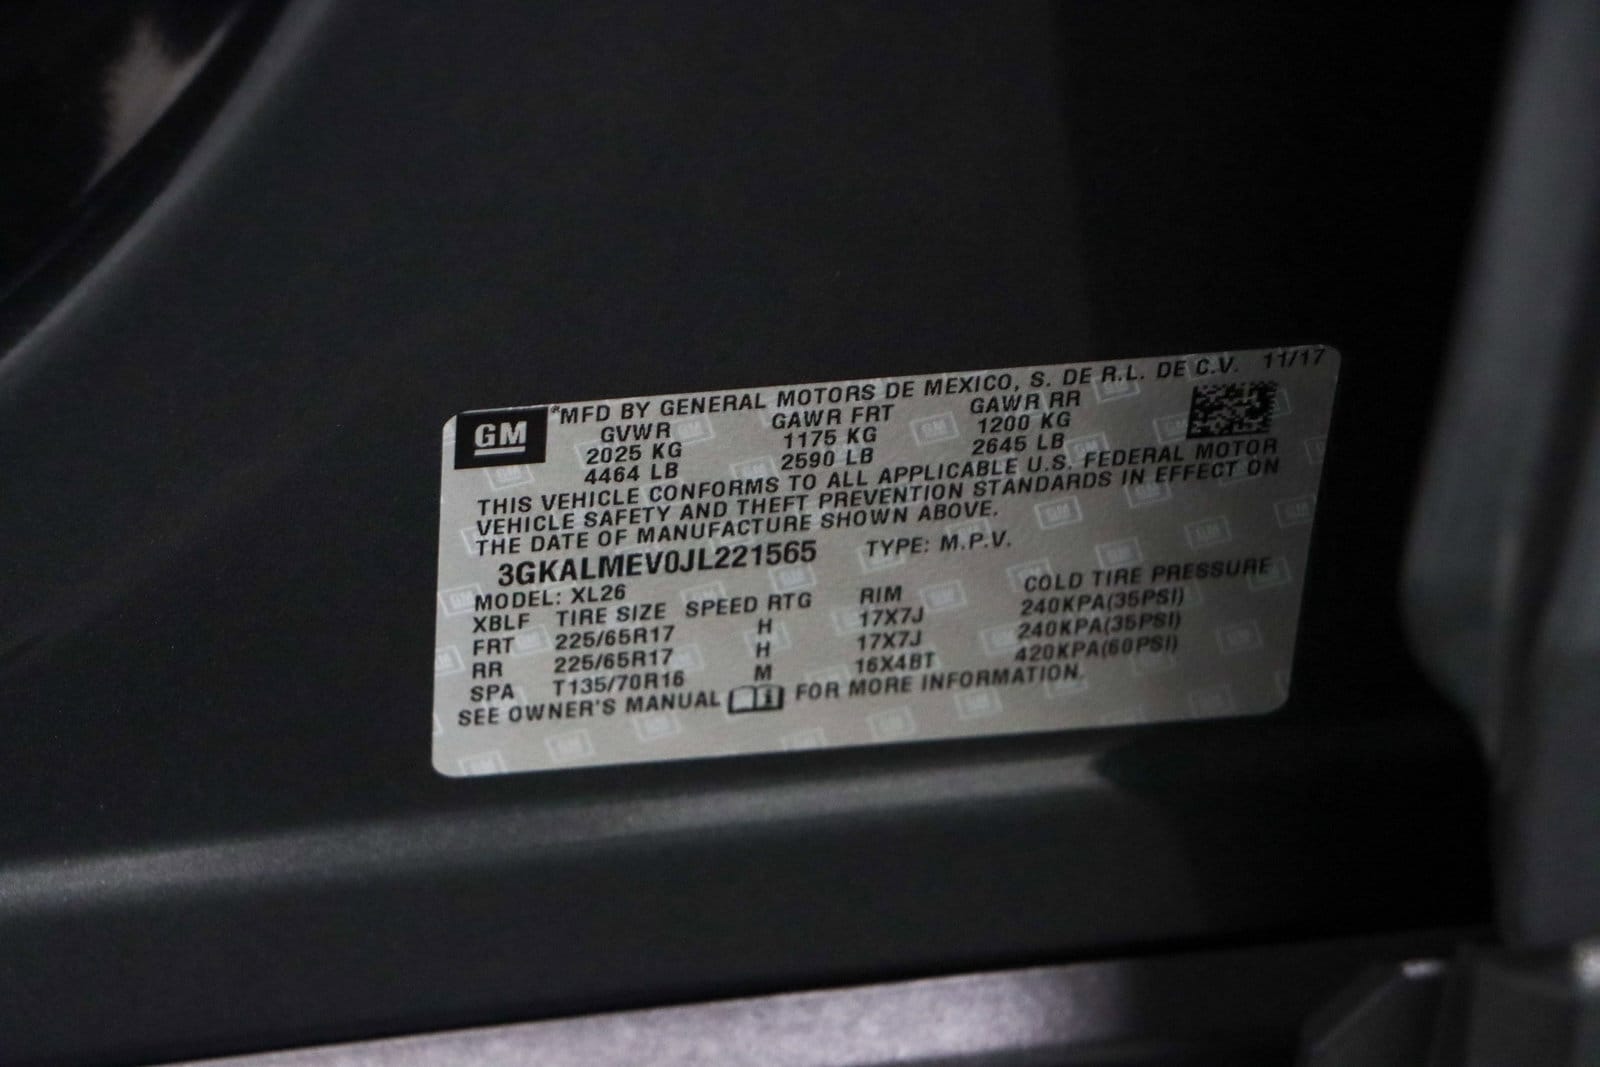 GM
*MFD BY GENERAL MOTORS DE MEXICO, S. DE R.L. DE C.V. 11/17
GVWR GAWR FRT GAWR RR
2025 KG 1175 KG 1200 KG
4464 LB 2590 LB 2645 LB
THIS VEHICLE CONFORMS TO ALL APPLICABLE U.S. FEDERAL MOTOR
VEHICLE SAFETY AND THEFT PREVENTION STANDARDS IN EFFECT ON
THE DATE OF MANUFACTURE SHOWN ABOVE.
3GKALMEV0JL221565 TYPE: M.P.V.
MODEL: XL26
XBLF TIRE SIZE SPEED RTG RIM COLD TIRE PRESSURE
FRT 225/65R17 H 17X7J 240KPA(35PSI)
RR 225/65R17 H 17X7J 240KPA(35PSI)
SPA T135/70R16 M 16X4BT 420KPA(60PSI)
SEE OWNER'S MANUAL FOR MORE INFORMATION.